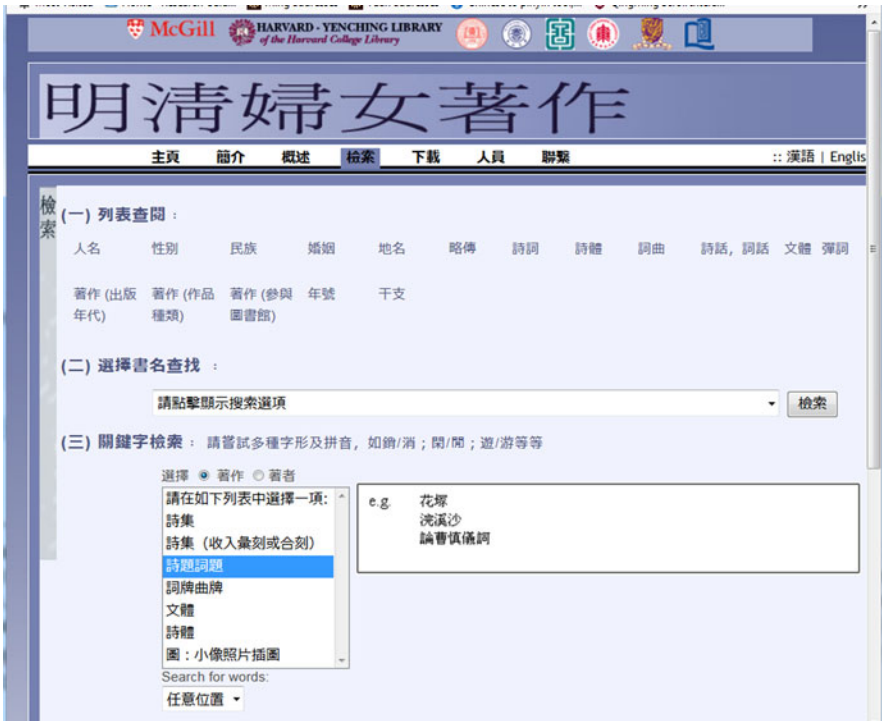 McGill HARVARD - YENCHING LIBRARY
of the Harvard College Library
明清婦女著作
主頁 簡介 概述 檢索 下載 人員 聯繫 :: 漢語 | Englis
檢索
(一) 列表查閱：
人名 性別 民族 婚姻 地名 略傳 詩詞 詩體 詞曲 詩話, 詞話 文體 彈詞
著作 (出版年代) 著作 (作品種類) 著作 (參與圖書館) 年號 干支
(二) 選擇書名查找 ：
請點擊顯示搜索選項 檢索
(三) 關鍵字檢索：請嘗試多種字形及拼音, 如銷/消；閑/閒；遊/游等等
選擇 著作 著者
請在如下列表中選擇一項:
詩集
詩集（收入彙刻或合刻）
詩題詞題
詞牌曲牌
文體
詩體
圖：小像照片插圖
e.g. 花塚
浣溪沙
論曹慎儀詞
Search for words:
任意位置